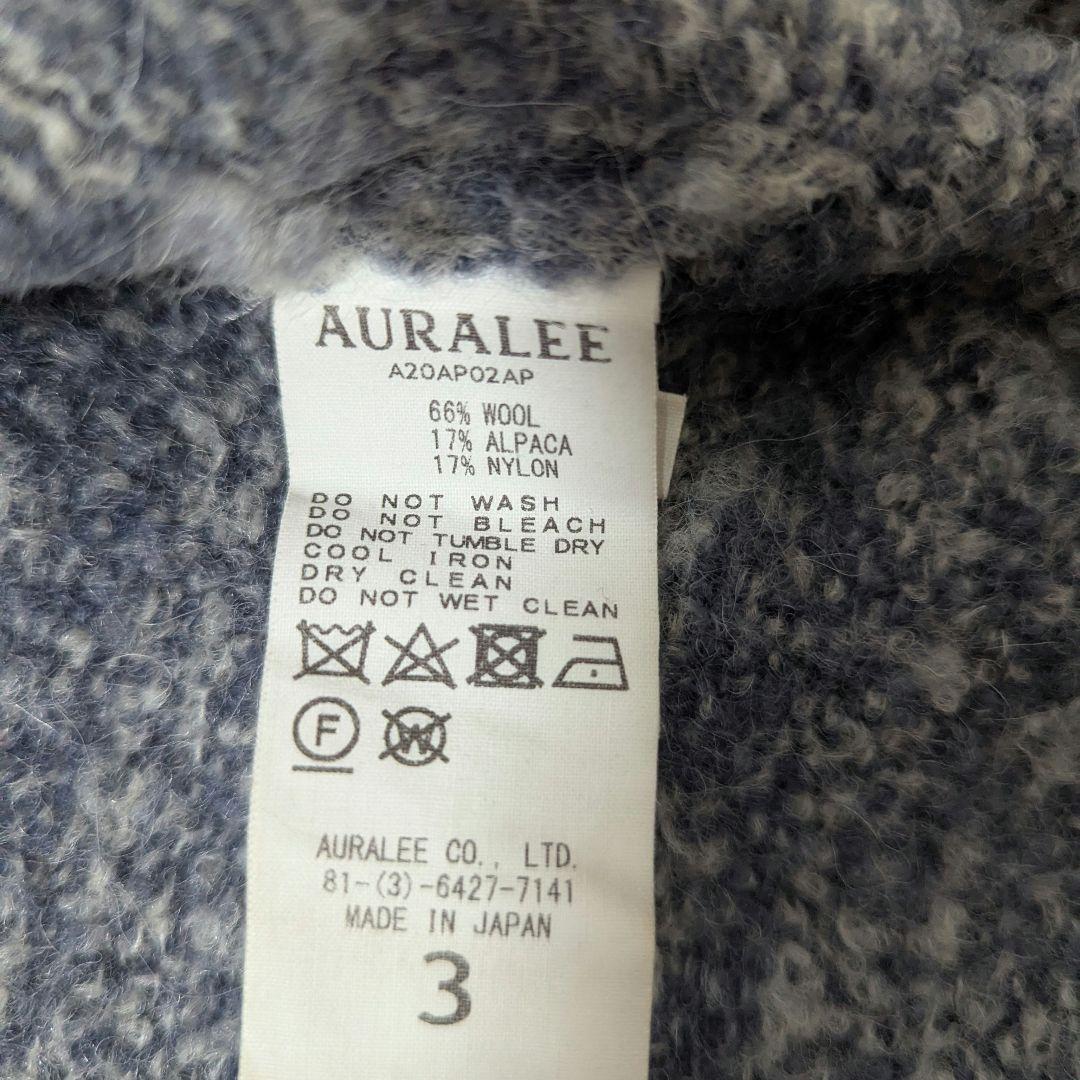 AURALEE
A20AP02AP
66% WOOL
17% ALPACA
17% NYLON
DO NOT WASH
DO NOT BLEACH
DO NOT TUMBLE DRY
COOL IRON
DRY CLEAN
DO NOT WET CLEAN
F W
AURALEE CO., LTD.
81-(3)-6427-7141
MADE IN JAPAN
3